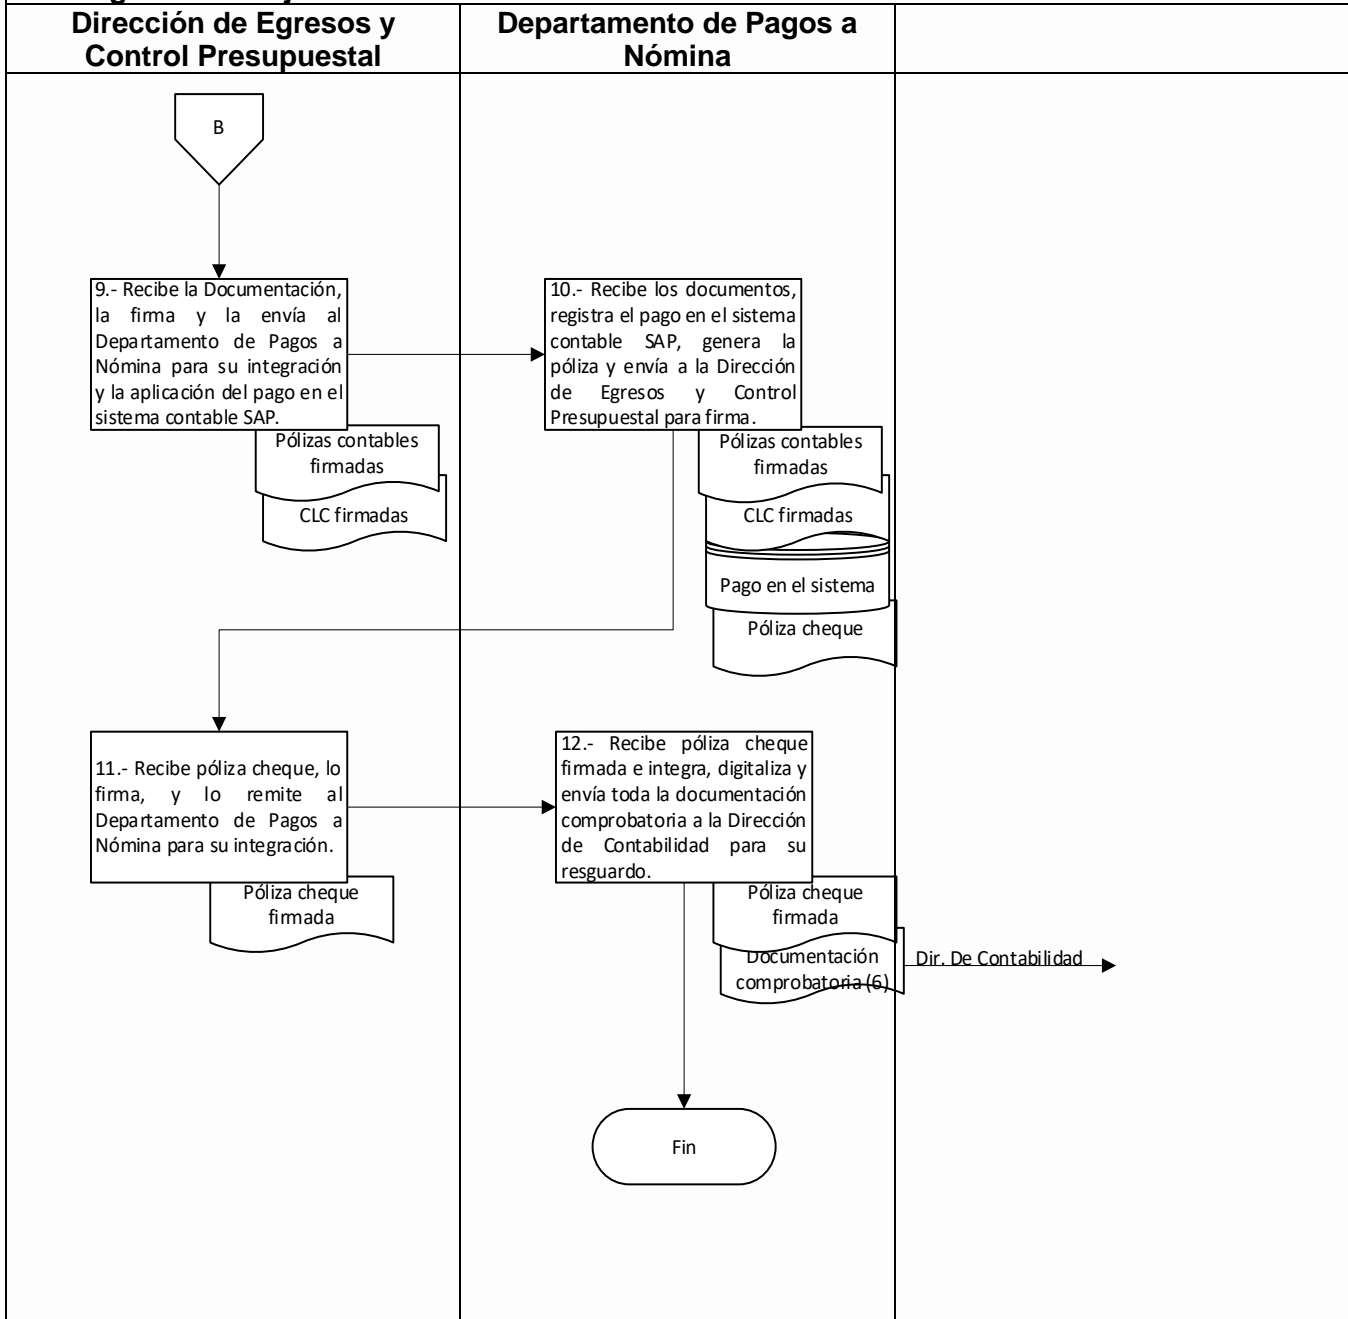 Dirección de Egresos y
Control Presupuestal
Departamento de Pagos a
Nómina
B
9.- Recibe la Documentación,
la firma y la envía al
Departamento de Pagos a
Nómina para su integración
y la aplicación del pago en el
sistema contable SAP.
Pólizas contables
firmadas
CLC firmadas
10.- Recibe los documentos,
registra el pago en el sistema
contable SAP, genera la
póliza y envía a la Dirección
de Egresos y Control
Presupuestal para firma.
Pólizas contables
firmadas
CLC firmadas
Pago en el sistema
Póliza cheque
11.- Recibe póliza cheque, lo
firma, y lo remite al
Departamento de Pagos a
Nómina para su integración.
Póliza cheque
firmada
12.- Recibe póliza cheque
firmada e integra, digitaliza y
envía toda la documentación
comprobatoria a la Dirección
de Contabilidad para su
resguardo.
Póliza cheque
firmada
Documentación
comprobatoria (6)
Dir. De Contabilidad
Fin